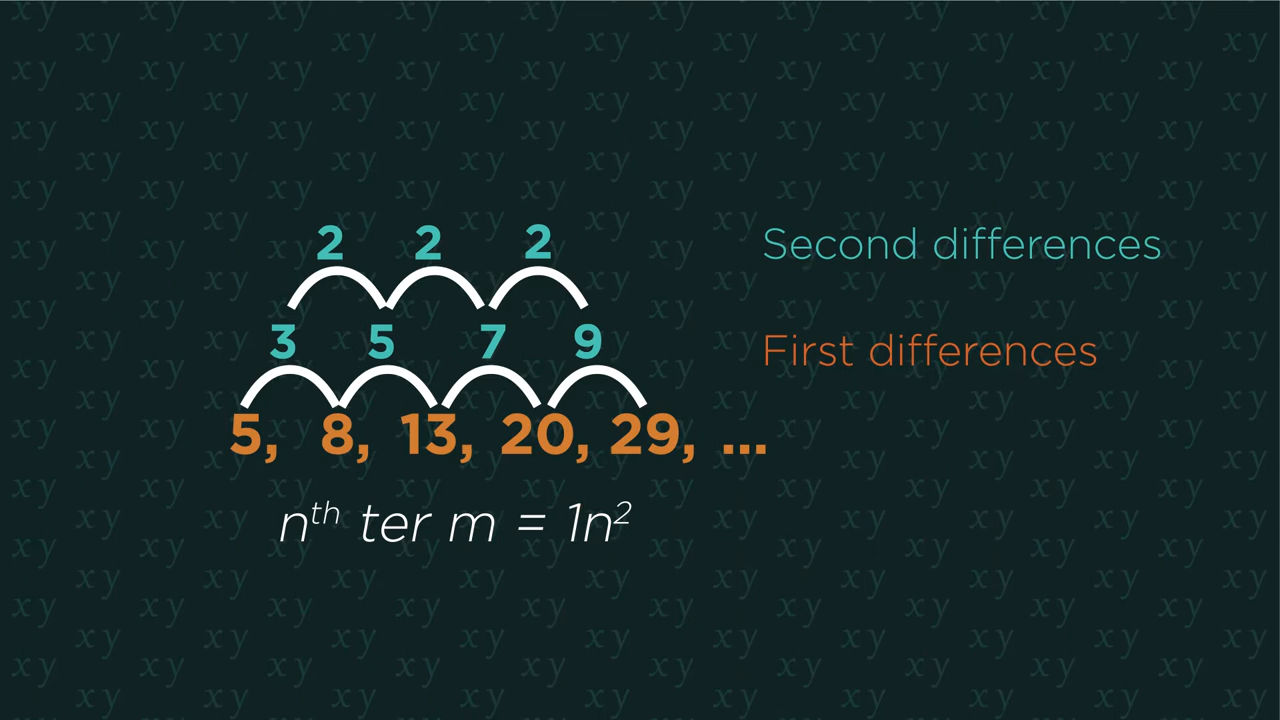 2 2 2 Second differences
3 5 7 9 First differences
5, 8, 13, 20, 29, ...
nth ter m = 1n²